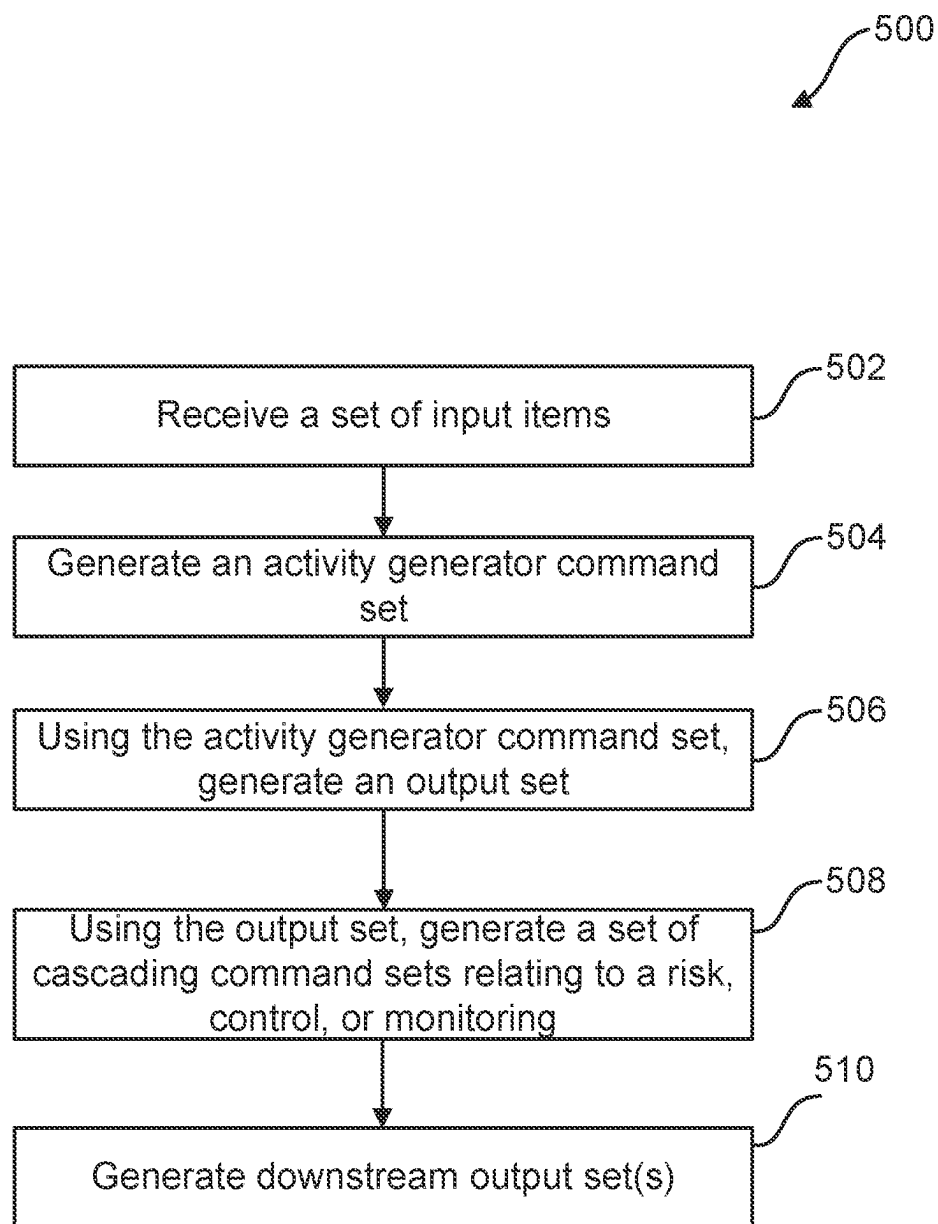 500
502
Receive a set of input items
504
Generate an activity generator command
set
506
Using the activity generator command set,
generate an output set
508
Using the output set, generate a set of
cascading command sets relating to a risk,
control, or monitoring
510
Generate downstream output set(s)